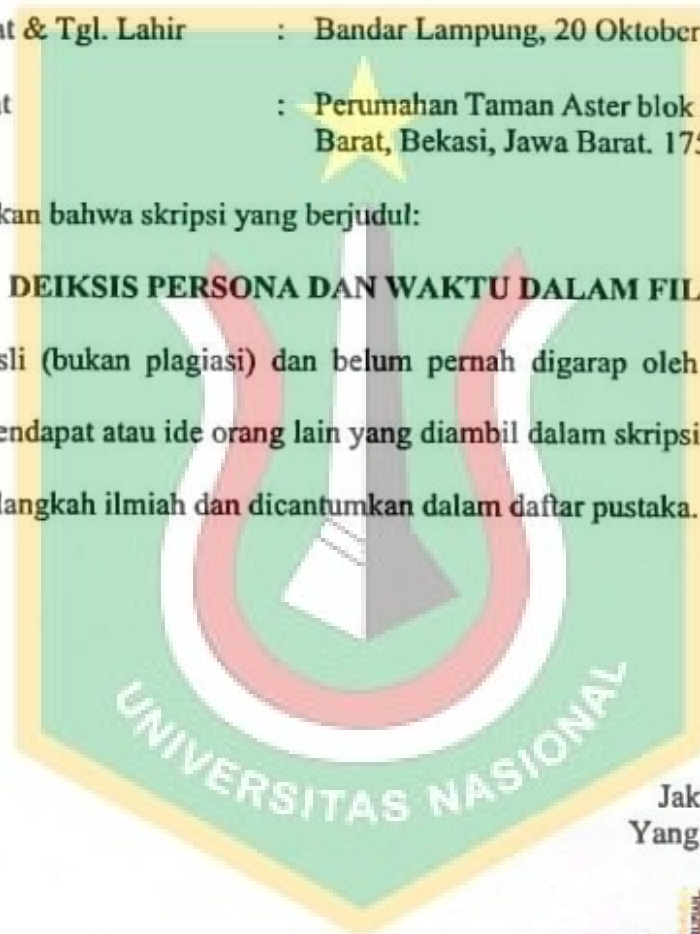 at & Tgl. Lahir : Bandar Lampung, 20 Oktober
at : Perumahan Taman Aster blok
Barat, Bekasi, Jawa Barat. 175
kan bahwa skripsi yang berjudul:
DEIKSIS PERSONA DAN WAKTU DALAM FIL
sli (bukan plagiasi) dan belum pernah digarap oleh
endapat atau ide orang lain yang diambil dalam skripsi
langkah ilmiah dan dicantumkan dalam daftar pustaka.
UNIVERSITAS NASIONAL
Jak
Yang